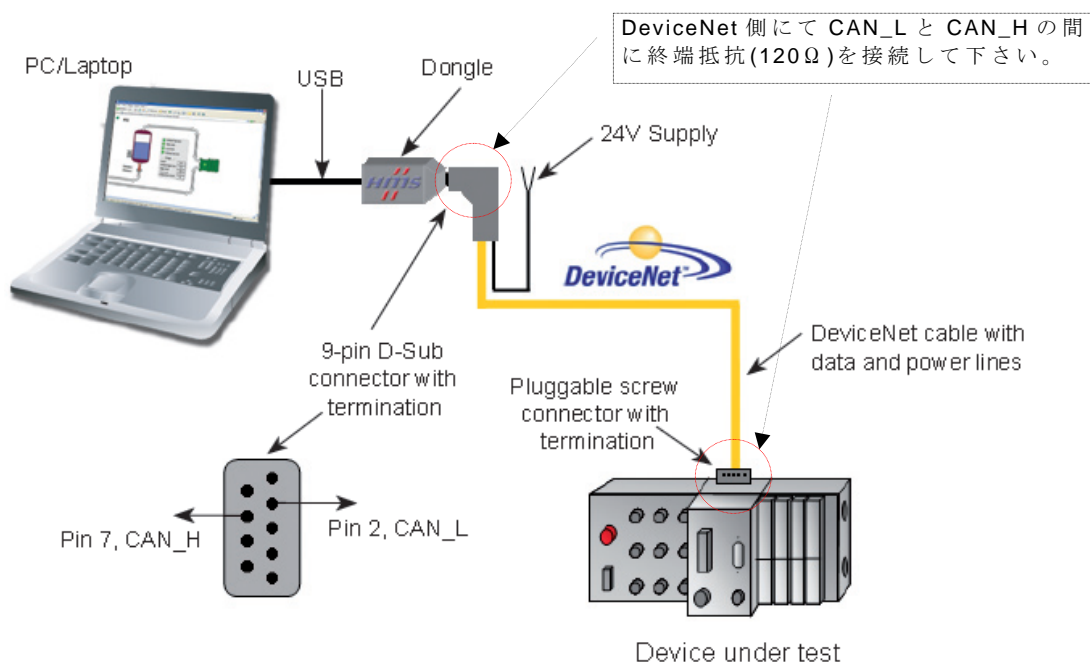 DeviceNet 側にて CAN_L と CAN_H の間
に終端抵抗(120Ω)を接続して下さい。
PC/Laptop
USB
Dongle
24V Supply
HMS
DeviceNet™
9-pin D-Sub
connector with
termination
DeviceNet cable with
data and power lines
Pluggable screw
connector with
termination
Pin 7, CAN_H
Pin 2, CAN_L
Device under test